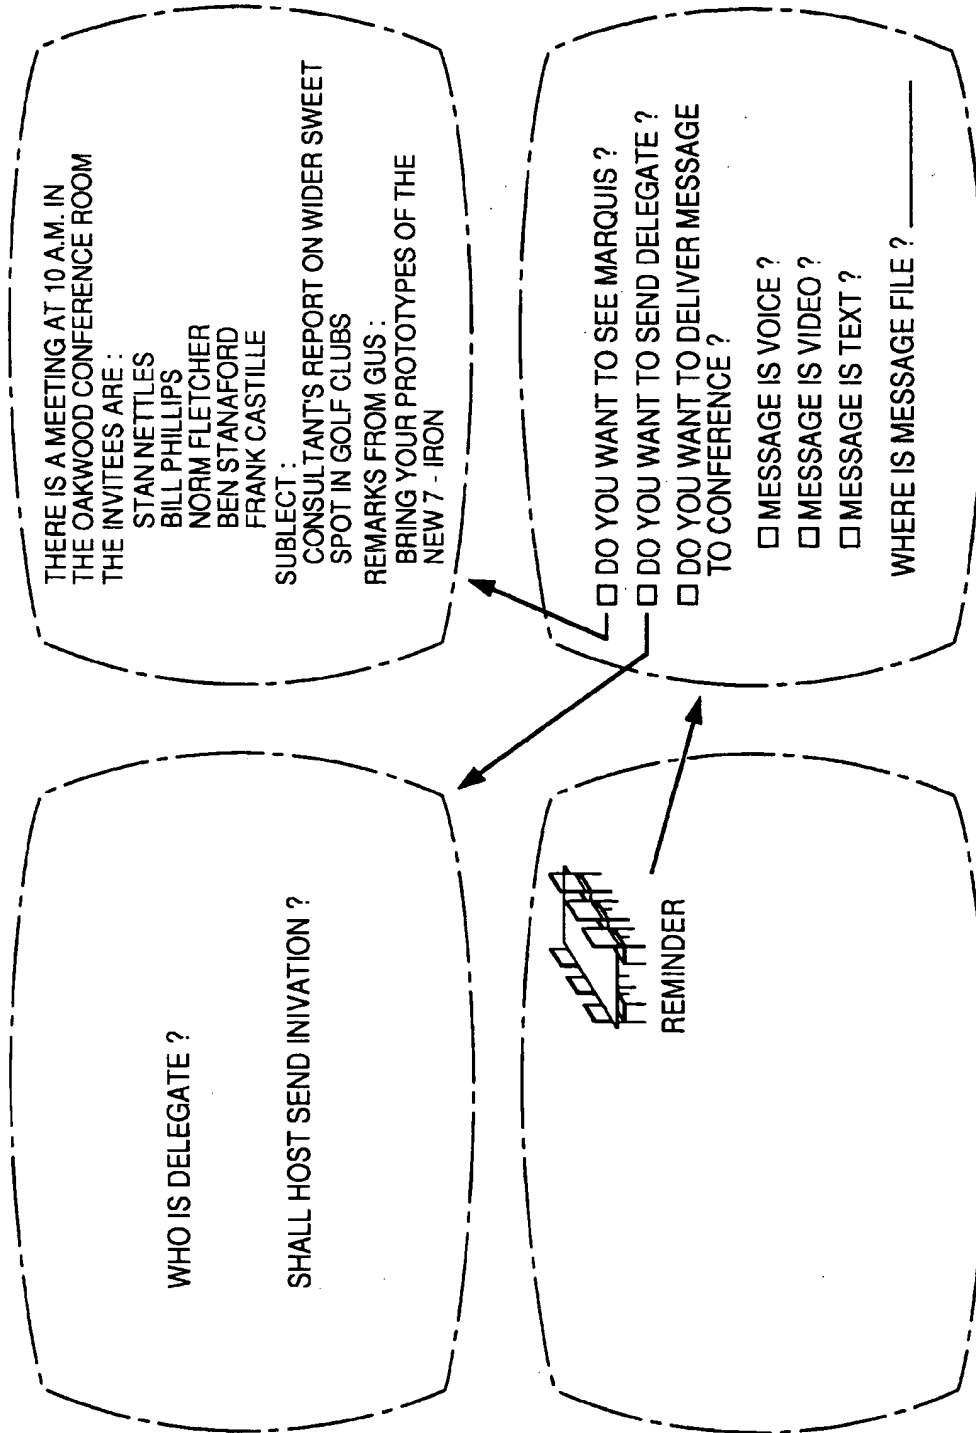 WHO IS DELEGATE ?
SHALL HOST SEND INIVATION ?
THERE IS A MEETING AT 10 A.M. IN
THE OAKWOOD CONFERENCE ROOM
THE INVITEES ARE :
STAN NETTLES
BILL PHILLIPS
NORM FLETCHER
BEN STANAFORD
FRANK CASTILLE
SUBLECT :
CONSULTANT'S REPORT ON WIDER SWEET
SPOT IN GOLF CLUBS
REMARKS FROM GUS :
BRING YOUR PROTOTYPES OF THE
NEW 7 - IRON
REMINDER
DO YOU WANT TO SEE MARQUIS ?
DO YOU WANT TO SEND DELEGATE ?
DO YOU WANT TO DELIVER MESSAGE
TO CONFERENCE ?
MESSAGE IS VOICE ?
MESSAGE IS VIDEO ?
MESSAGE IS TEXT ?
WHERE IS MESSAGE FILE ?